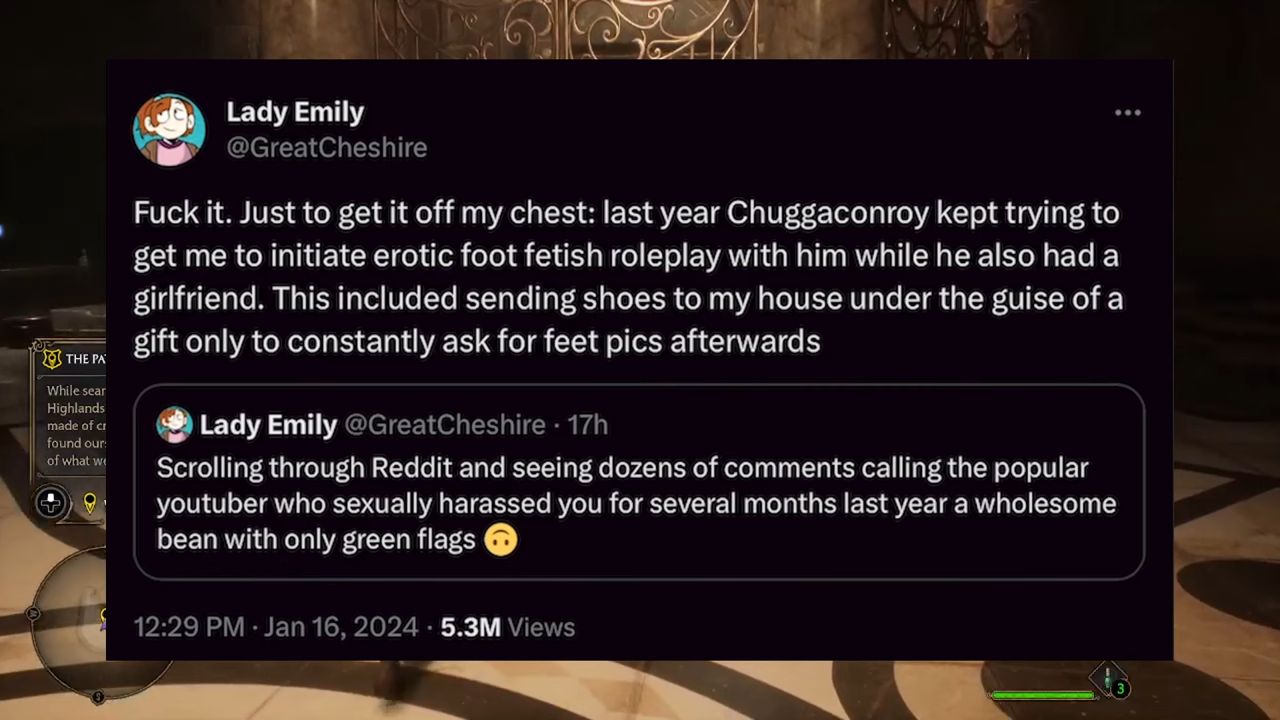 Lady Emily
@GreatCheshire
Fuck it. Just to get it off my chest: last year Chuggaconroy kept trying to
get me to initiate erotic foot fetish roleplay with him while he also had a
girlfriend. This included sending shoes to my house under the guise of a
gift only to constantly ask for feet pics afterwards
Lady Emily @GreatCheshire · 17h
Scrolling through Reddit and seeing dozens of comments calling the popular
youtuber who sexually harassed you for several months last year a wholesome
bean with only green flags 🙃
12:29 PM · Jan 16, 2024 · 5.3M Views
THE
While
Highlands
made of
found
of what
3